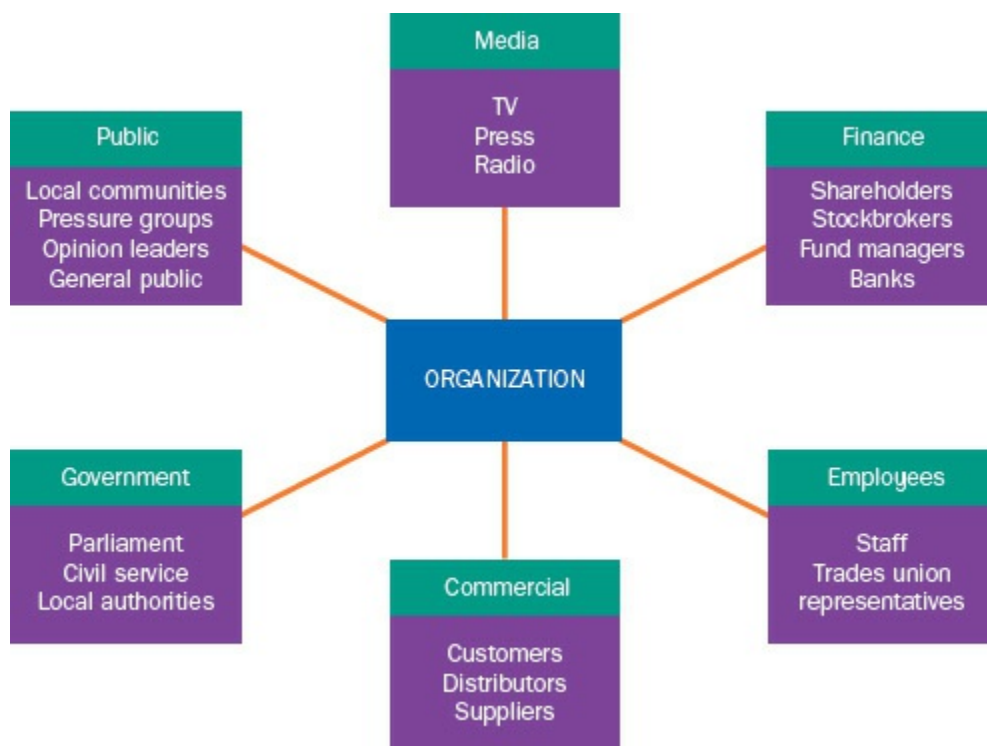 Media
TV
Press
Radio
Public
Local communities
Pressure groups
Opinion leaders
General public
Finance
Shareholders
Stockbrokers
Fund managers
Banks
ORGANIZATION
Government
Parliament
Civil service
Local authorities
Commercial
Customers
Distributors
Suppliers
Employees
Staff
Trades union
representatives